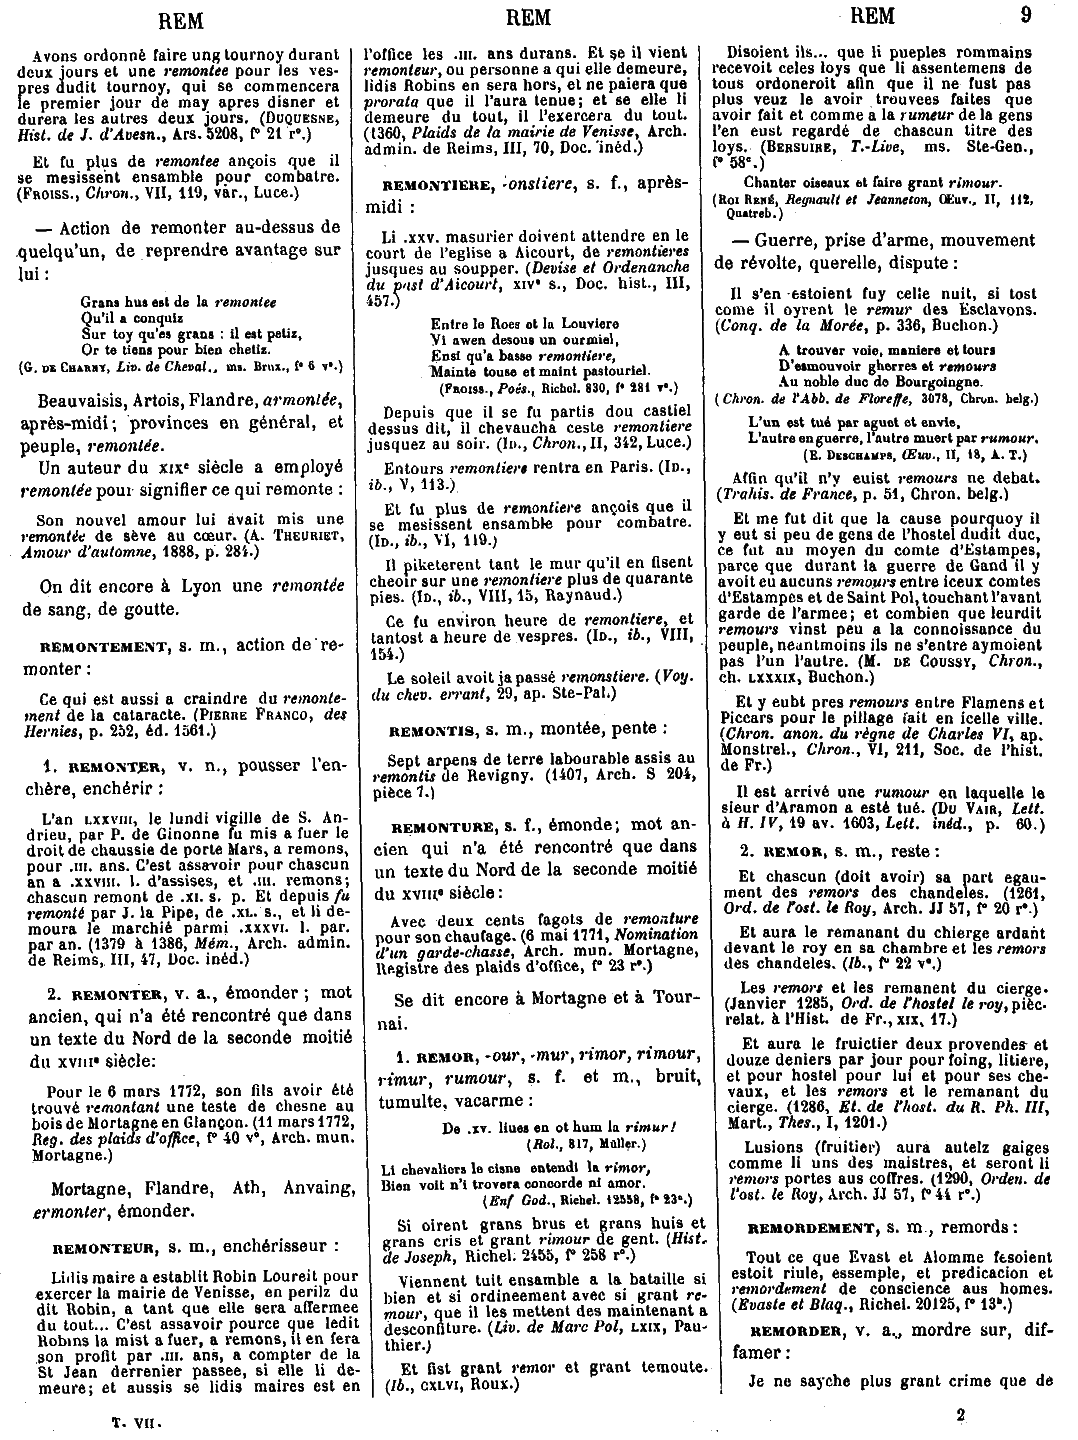 REM
REM
REM 9
Avons ordonné faire ung tournoy durant
deux jours et une remontee pour les ves-
pres dudit tournoy, qui se commencera
le premier jour de may apres disner et
durera les autres deux jours. (DUQUESNE,
Hist. de J. d'Avesn., Ars. 5208, f° 21 r°.)
Et fu plus de remontee ançois que il
se mesissent ensamble pour combatre.
(FROISS., Chron., VII, 119, var., Luce.)
— Action de remonter au-dessus de
quelqu'un, de reprendre avantage sur
lui :
Grans hus est de la remontee
Qu'il a conquiz
Sur toy qu'es grans : il est petiz,
Or te tiens pour bien chetiz.
(G. DE CHARNY, Liv. de Cheval., ms. Brux., f° 6 v°.)
Beauvaisis, Artois, Flandre, armontée,
après-midi ; provinces en général, et
peuple, remontée.
Un auteur du XIXe siècle a employé
remontée pour signifier ce qui remonte :
Son nouvel amour lui avait mis une
remontée de sève au cœur. (A. THEURIET,
Amour d'automne, 1888, p. 284.)
On dit encore à Lyon une remontée
de sang, de goutte.
REMONTEMENT, s. m., action de re-
monter :
Ce qui est aussi a craindre du remonte-
ment de la cataracte. (PIERRE FRANCO, des
Hernies, p. 252, éd. 1561.)
1. REMONTER, v. n., pousser l'en-
chère, enchérir :
L'an LXXVIII, le lundi vigille de S. An-
drieu, par P. de Ginonne fu mis a fuer le
droit de chaussie de porte Mars, a remons,
pour .III. ans. C'est assavoir pour chascun
an a .XXVIII. l. d'assises, et .III. remons;
chascun remont de .XI. s. p. Et depuis fu
remonté par J. la Pipe, de .XL. s., et li de-
moura le marchié parmi .XXXVI. l. par.
par an. (1379 à 1386, Mém., Arch. admin.
de Reims, III, 47, Doc. inéd.)
2. REMONTER, v. a., émonder ; mot
ancien, qui n'a été rencontré que dans
un texte du Nord de la seconde moitié
du XVIIIe siècle:
Pour le 6 mars 1772, son fils avoir été
trouvé remontant une teste de chesne au
bois de Mortagne en Glançon. (11 mars 1772,
Reg. des plaids d'office, f° 40 v°, Arch. mun.
Mortagne.)
Mortagne, Flandre, Ath, Anvaing,
ermonter, émonder.
REMONTEUR, s. m., enchérisseur :
Lidis maire a establit Robin Loureit pour
exercer la mairie de Venisse, en perilz du
dit Robin, a tant que elle sera affermee
du tout... C'est assavoir pource que ledit
Robins la mist a fuer, a remons, il en fera
son profit par .III. ans, a compter de la
St Jean derrenier passee, si elle li de-
meure; et aussis se lidis maires est en
T. VII.
l'office les .III. ans durans. Et se il vient
remonteur, ou personne a qui elle demeure,
lidis Robins en sera hors, et ne paiera que
prorata que il l'aura tenue; et se elle li
demeure du tout, il l'exercera du tout.
(1360, Plaids de la mairie de Venisse, Arch.
admin. de Reims, III, 70, Doc. inéd.)
REMONTIERE, -onstiere, s. f., après-
midi :
Li .XXV. masurier doivent attendre en le
court de l'eglise a Aicourt, de remontieres
jusques au soupper. (Devise et Ordenanche
du past d'Aicourt, XIVe s., Doc. hist., III,
457.)
Entre le Roes et la Louviere
Vi awen desous un ourmiel,
Ensi qu'a basse remontiere,
Mainte touse et maint pastouriel.
(FROISS., Poés., Richel. 830, f° 281 v°.)
Depuis que il se fu partis dou castiel
dessus dit, il chevaucha ceste remontiere
jusquez au soir. (ID., Chron., II, 342, Luce.)
Entours remontiere rentra en Paris. (ID.,
ib., V, 113.)
Et fu plus de remontiere ançois que il
se mesissent ensamble pour combatre.
(ID., ib., VI, 119.)
Il piketerent tant le mur qu'il en fisent
cheoir sur une remontiere plus de quarante
pies. (ID., ib., VIII, 15, Raynaud.)
Ce fu environ heure de remontiere, et
tantost a heure de vespres. (ID., ib., VIII,
154.)
Le soleil avoit ja passé remonstiere. (Voy.
du chev. errant, 29, ap. Ste-Pal.)
REMONTIS, s. m., montée, pente :
Sept arpens de terre labourable assis au
remontis de Revigny. (1407, Arch. S 204,
pièce 7.)
REMONTURE, s. f., émonde; mot an-
cien qui n'a été rencontré que dans
un texte du Nord de la seconde moitié
du XVIIIe siècle :
Avec deux cents fagots de remonture
pour son chaufage. (6 mai 1771, Nomination
d'un garde-chasse, Arch. mun. Mortagne,
Registre des plaids d'office, f° 23 r°.)
Se dit encore à Mortagne et à Tour-
nai.
1. REMOR, -our, -mur, rimor, rimour,
rimur, rumour, s. f. et m., bruit,
tumulte, vacarme :
De .XV. liues en ot hum la rimur!
(Rol., 817, Müller.)
Li chevaliers le cisne entendi la rimor,
Bien voit n'i trovera concorde ni amor.
(Enf God., Richel. 12558, f° 23c.)
Si oirent grans brus et grans huis et
grans cris et grant rimour de gent. (Hist.
de Joseph, Richel. 2455, f° 258 r°.)
Viennent tuit ensamble a la bataille si
bien et si ordineement avec si grant re-
mour, que il les mettent des maintenant a
desconfiture. (Liv. de Marc Pol, LXIX, Pau-
thier.)
Et fist grant remor et grant temoute.
(Ib., CXLVI, Roux.)
Disoient ils... que li pueples rommains
recevoit celes loys que li assentemens de
tous ordoneroit afin que il ne fust pas
plus veuz le avoir trouvees faites que
avoir fait et comme a la rumeur de la gens
l'en eust regardé de chascun titre des
loys. (BERSUIRE, T.-Live, ms. Ste-Gen.,
f° 58c.)
Chanter oiseaux et faire grant rimour.
(ROI RENÉ, Regnault et Jeanneton, Œuv., II, 112,
Quatreb.)
— Guerre, prise d'arme, mouvement
de révolte, querelle, dispute :
Il s'en estoient fuy celle nuit, si tost
come il oyrent le remur des Esclavons.
(Conq. de la Morée, p. 336, Buchon.)
A trouver voie, maniere et tours
D'esmouvoir gherres et remours
Au noble duc de Bourgoingne.
(Chron. de l'Abb. de Floreffe, 3078, Chron. belg.)
L'un est tué par aguet et envie,
L'autre en guerre, l'autre muert par rumour.
(E. DESCHAMPS, Œuv., II, 18, A. T.)
Affin qu'il n'y euist remours ne debat.
(Trahis. de France, p. 51, Chron. belg.)
Et me fut dit que la cause pourquoy il
y eut si peu de gens de l'hostel dudit duc,
ce fut au moyen du comte d'Estampes,
parce que durant la guerre de Gand il y
avoit eu aucuns remours entre iceux comtes
d'Estampes et de Saint Pol, touchant l'avant
garde de l'armee; et combien que leurdit
remours vinst peu a la connoissance du
peuple, neantmoins ils ne s'entre aymoient
pas l'un l'autre. (M. DE COUSSY, Chron.,
ch. LXXXIX, Buchon.)
Et y eubt pres remours entre Flamens et
Piccars pour le pillage fait en icelle ville.
(Chron. anon. du règne de Charles VI, ap.
Monstrel., Chron., VI, 211, Soc. de l'hist.
de Fr.)
Il est arrivé une rumour en laquelle le
sieur d'Aramon a esté tué. (DU VAIR, Lett.
à H. IV, 19 av. 1603, Lett. inéd., p. 60.)
2. REMOR, s. m., reste :
Et chascun (doit avoir) sa part egau-
ment des remors des chandeles. (1261,
Ord. de l'ost. le Roy, Arch. JJ 57, f° 20 r°.)
Et aura le remanant du chierge ardant
devant le roy en sa chambre et les remors
des chandeles. (Ib., f° 22 v°.)
Les remors et les remanent du cierge.
(Janvier 1285, Ord. de l'hostel le roy, pièc.
relat. à l'Hist. de Fr., XIX, 17.)
Et aura le fruictier deux provendes et
douze deniers par jour pour foing, litiere,
et pour hostel pour lui et pour ses che-
vaux, et les remors et le remanant du
cierge. (1286, Et. de l'host. du R. Ph. III,
Mart., Thes., I, 1201.)
Lusions (fruitier) aura autelz gaiges
comme li uns des maistres, et seront li
remors portes aus coffres. (1290, Orden. de
l'ost. le Roy, Arch. JJ 57, f° 44 r°.)
REMORDEMENT, s. m., remords :
Tout ce que Evast et Alomme fesoient
estoit riule, essemple, et predicacion et
remordement de conscience aus homes.
(Evaste et Blaq., Richel. 20125, f° 13a.)
REMORDER, v. a., mordre sur, dif-
famer :
Je ne sayche plus grant crime que de
2